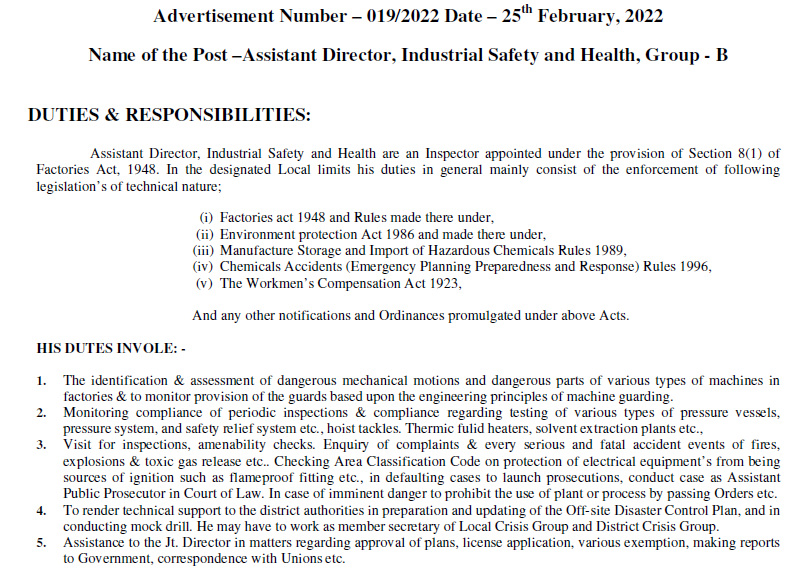 Advertisement Number – 019/2022 Date – 25th February, 2022
Name of the Post –Assistant Director, Industrial Safety and Health, Group - B
DUTIES & RESPONSIBILITIES:
Assistant Director, Industrial Safety and Health are an Inspector appointed under the provision of Section 8(1) of
Factories Act, 1948. In the designated Local limits his duties in general mainly consist of the enforcement of following
legislation's of technical nature;
(i) Factories act 1948 and Rules made there under,
(ii) Environment protection Act 1986 and made there under,
(iii) Manufacture Storage and Import of Hazardous Chemicals Rules 1989,
(iv) Chemicals Accidents (Emergency Planning Preparedness and Response) Rules 1996,
(v) The Workmen's Compensation Act 1923,
And any other notifications and Ordinances promulgated under above Acts.
HIS DUTES INVOLE: -
1. The identification & assessment of dangerous mechanical motions and dangerous parts of various types of machines in
factories & to monitor provision of the guards based upon the engineering principles of machine guarding.
2. Monitoring compliance of periodic inspections & compliance regarding testing of various types of pressure vessels,
pressure system, and safety relief system etc., hoist tackles. Thermic fulid heaters, solvent extraction plants etc.,
3. Visit for inspections, amenability checks. Enquiry of complaints & every serious and fatal accident events of fires,
explosions & toxic gas release etc.. Checking Area Classification Code on protection of electrical equipment's from being
sources of ignition such as flameproof fitting etc., in defaulting cases to launch prosecutions, conduct case as Assistant
Public Prosecutor in Court of Law. In case of imminent danger to prohibit the use of plant or process by passing Orders etc.
4. To render technical support to the district authorities in preparation and updating of the Off-site Disaster Control Plan, and in
conducting mock drill. He may have to work as member secretary of Local Crisis Group and District Crisis Group.
5. Assistance to the Jt. Director in matters regarding approval of plans, license application, various exemption, making reports
to Government, correspondence with Unions etc.